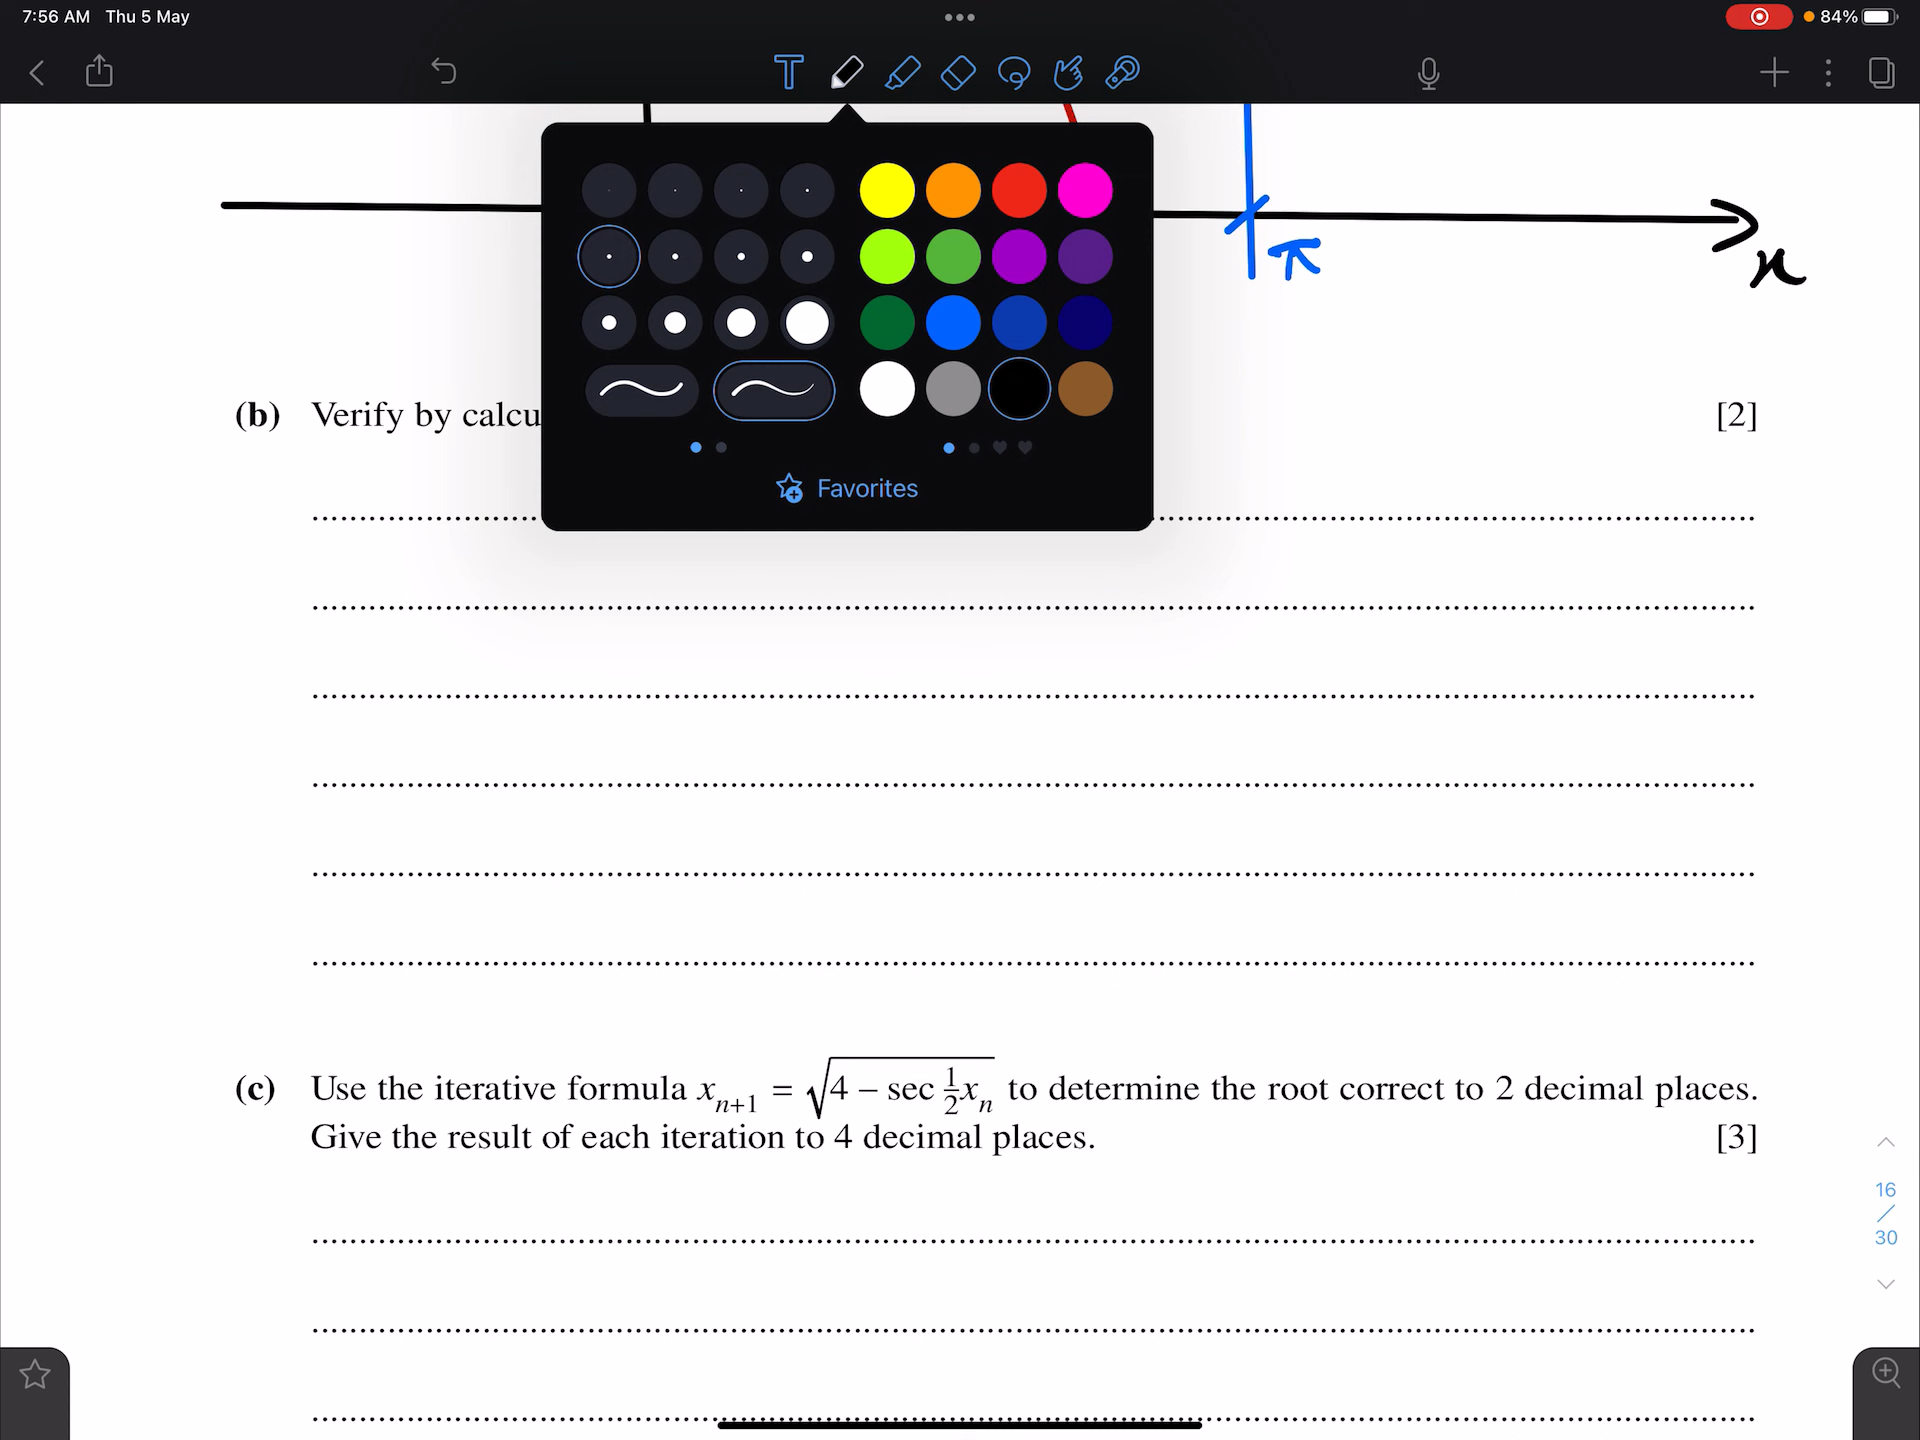 7:56 AM Thu 5 May
84%
T
π
x
(b) Verify by calcu
[2]
Favorites
(c) Use the iterative formula xₙ₊₁ = √(4 − sec ½xₙ) to determine the root correct to 2 decimal places.
Give the result of each iteration to 4 decimal places. [3]
16
/
30